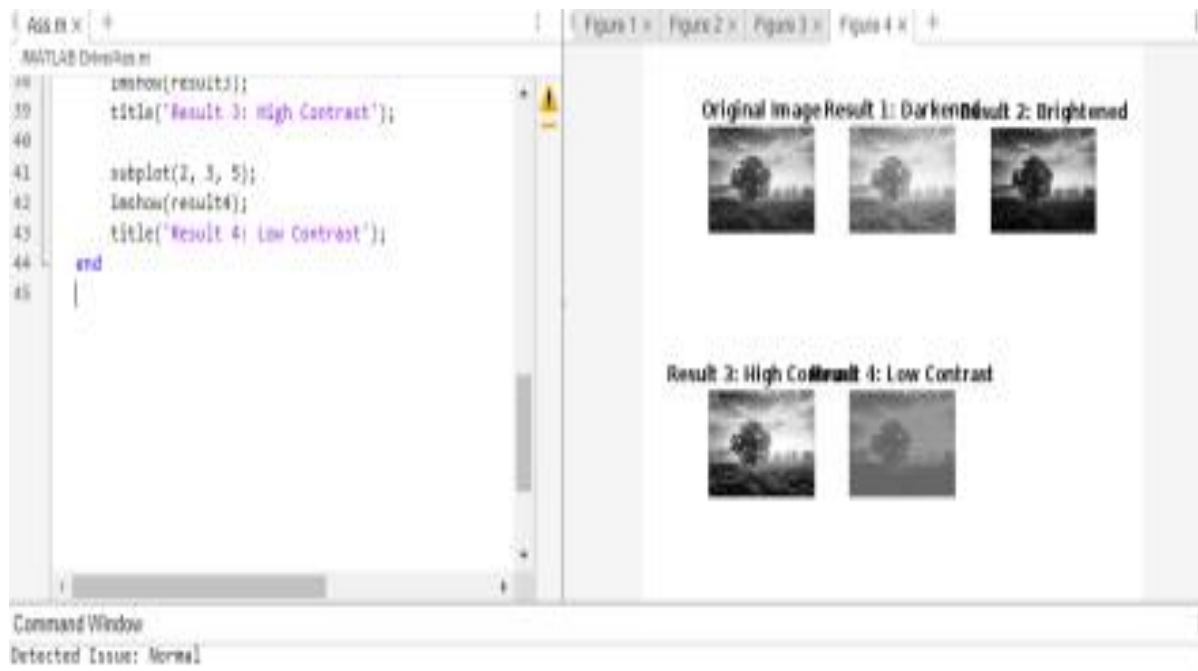 Ass.m × +
Figure 1 × Figure 2 × Figure 3 × Figure 4 × +
/MATLAB Drive/Ass.m
38 imshow(result3);
39 title('Result 3: High Contrast');
40
41 subplot(2, 3, 5);
42 imshow(result4);
43 title('Result 4: Low Contrast');
44 end
45
Original Image Result 1: Darkened Result 2: Brightened
Result 3: High Contrast Result 4: Low Contrast
Command Window
Detected Issue: Normal